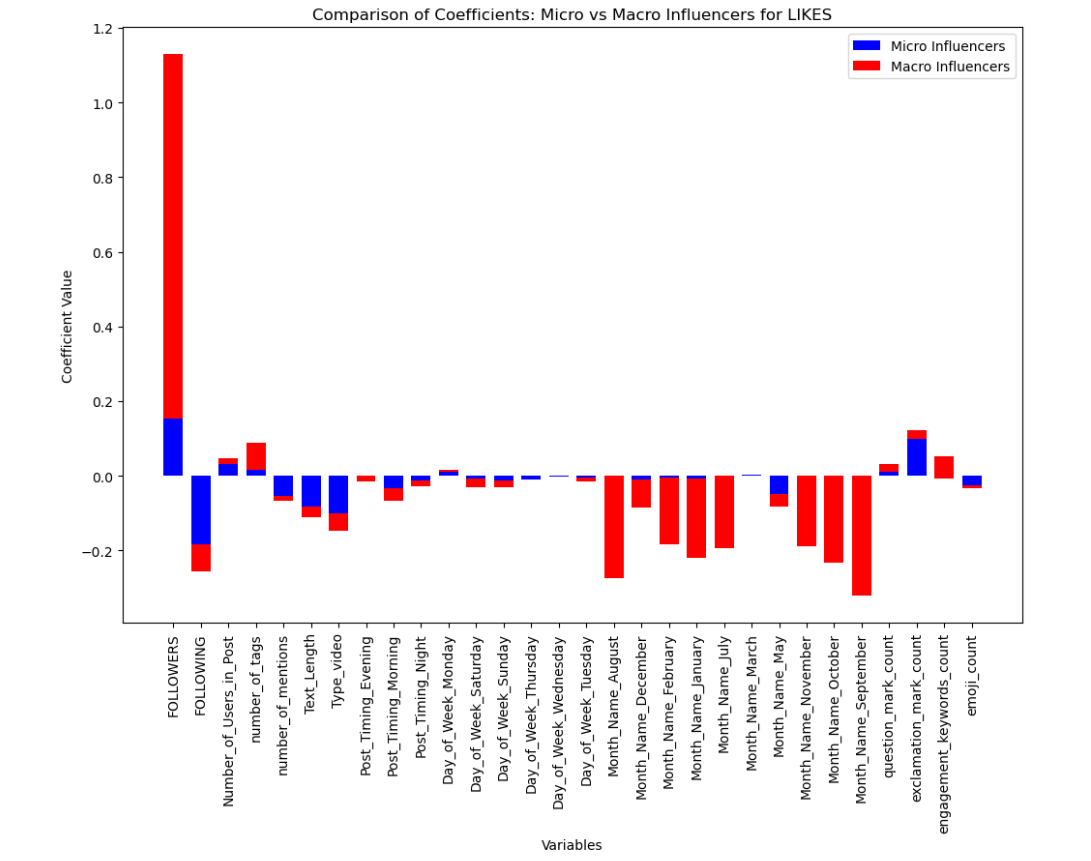 Comparison of Coefficients: Micro vs Macro Influencers for LIKES
Micro Influencers
Macro Influencers
Coefficient Value
1.2
1.0
0.8
0.6
0.4
0.2
0.0
−0.2
FOLLOWERS
FOLLOWING
Number_of_Users_in_Post
number_of_tags
number_of_mentions
Text_Length
Type_video
Post_Timing_Evening
Post_Timing_Morning
Post_Timing_Night
Day_of_Week_Monday
Day_of_Week_Saturday
Day_of_Week_Sunday
Day_of_Week_Thursday
Day_of_Week_Wednesday
Day_of_Week_Tuesday
Month_Name_August
Month_Name_December
Month_Name_February
Month_Name_January
Month_Name_July
Month_Name_March
Month_Name_May
Month_Name_November
Month_Name_October
Month_Name_September
question_mark_count
exclamation_mark_count
engagement_keywords_count
emoji_count
Variables